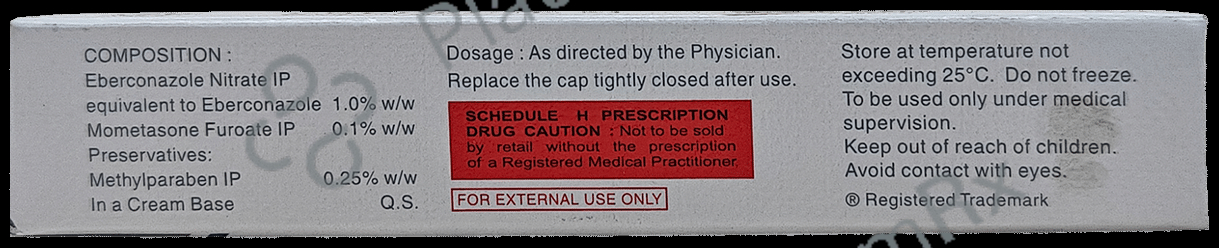 COMPOSITION :
Eberconazole Nitrate IP
equivalent to Eberconazole 1.0% w/w
Mometasone Furoate IP 0.1% w/w
Preservatives:
Methylparaben IP 0.25% w/w
In a Cream Base Q.S.
Dosage : As directed by the Physician.
Replace the cap tightly closed after use.
SCHEDULE H PRESCRIPTION
DRUG CAUTION : Not to be sold
by retail without the prescription
of a Registered Medical Practitioner.
FOR EXTERNAL USE ONLY
Store at temperature not
exceeding 25°C. Do not freeze.
To be used only under medical
supervision.
Keep out of reach of children.
Avoid contact with eyes.
® Registered Trademark